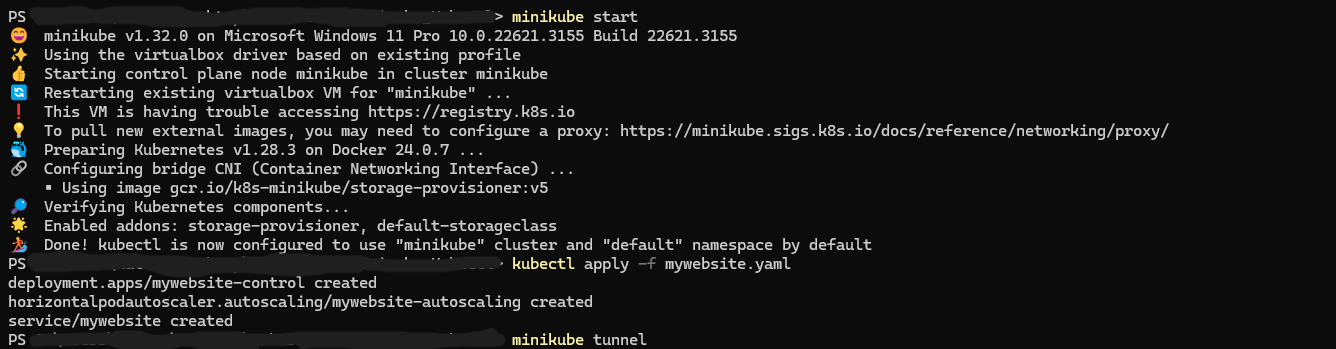 PS > minikube start
😄 minikube v1.32.0 on Microsoft Windows 11 Pro 10.0.22621.3155 Build 22621.3155
✨ Using the virtualbox driver based on existing profile
👍 Starting control plane node minikube in cluster minikube
🔄 Restarting existing virtualbox VM for "minikube" ...
❗ This VM is having trouble accessing https://registry.k8s.io
💡 To pull new external images, you may need to configure a proxy: https://minikube.sigs.k8s.io/docs/reference/networking/proxy/
🐳 Preparing Kubernetes v1.28.3 on Docker 24.0.7 ...
🔗 Configuring bridge CNI (Container Networking Interface) ...
▪ Using image gcr.io/k8s-minikube/storage-provisioner:v5
🔎 Verifying Kubernetes components...
🌟 Enabled addons: storage-provisioner, default-storageclass
🏄 Done! kubectl is now configured to use "minikube" cluster and "default" namespace by default
PS kubectl apply -f mywebsite.yaml
deployment.apps/mywebsite-control created
horizontalpodautoscaler.autoscaling/mywebsite-autoscaling created
service/mywebsite created
PS minikube tunnel